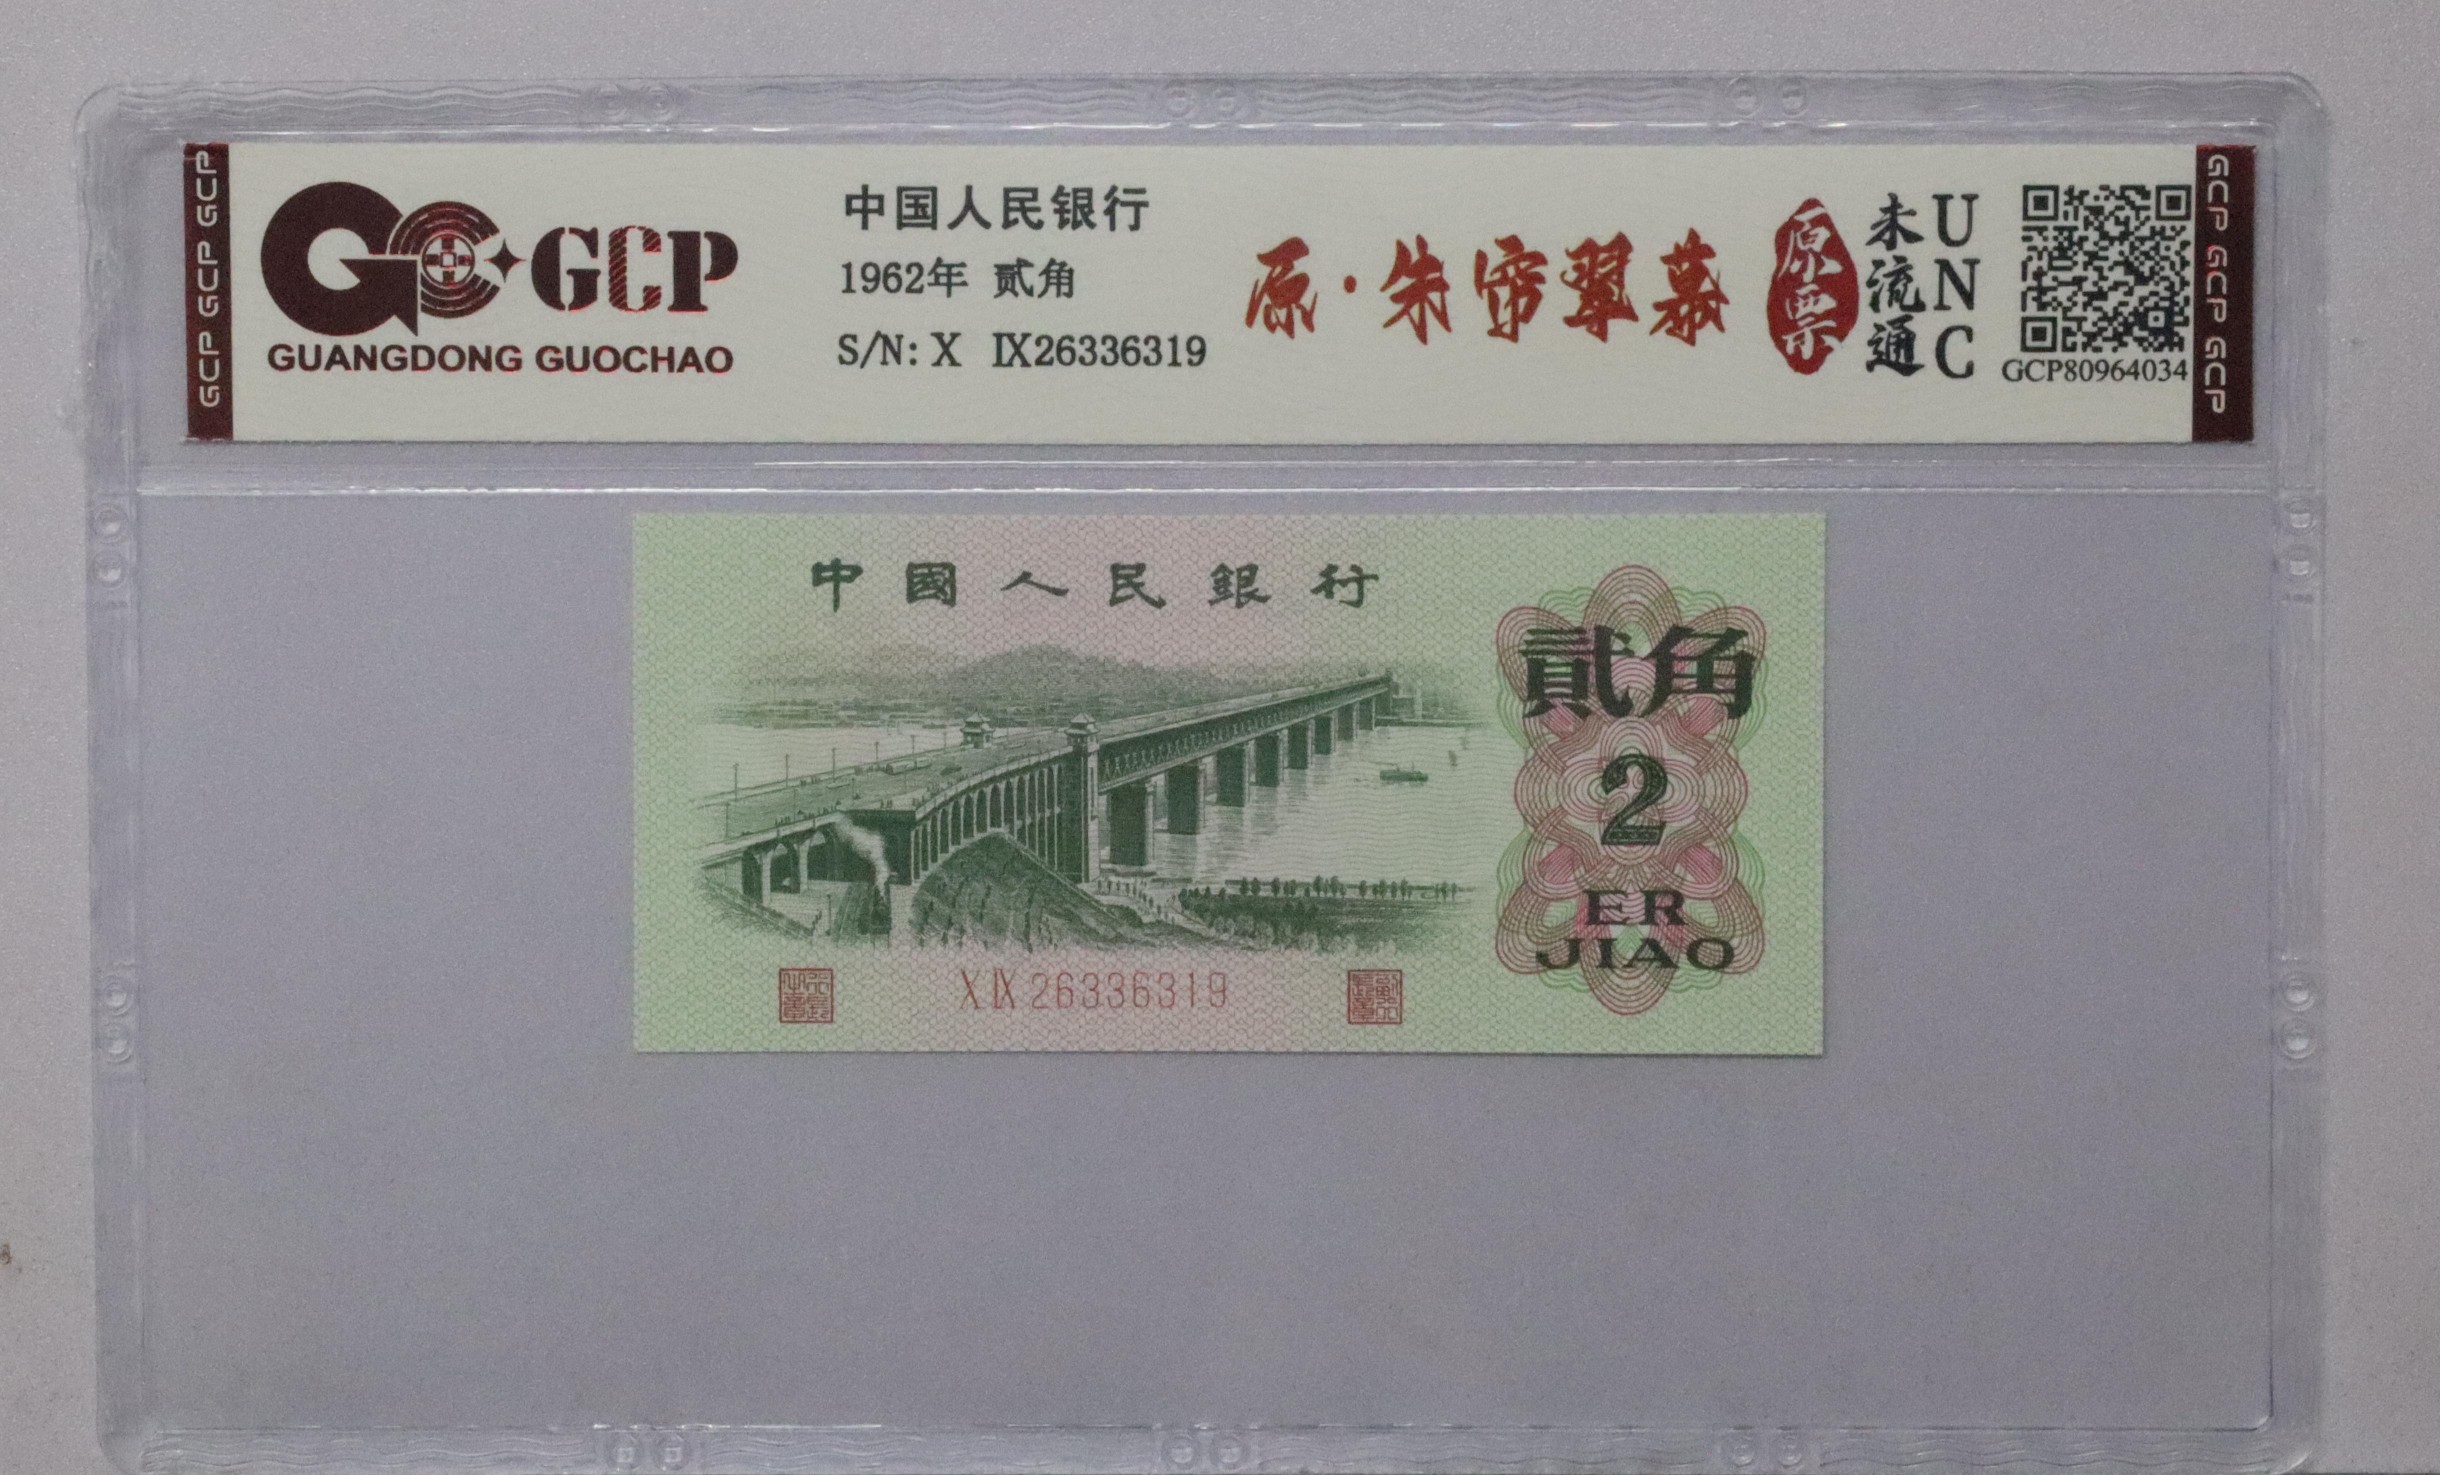 GCP GCP GCP
GCP
GUANGDONG GUOCHAO
中国人民银行
1962年 贰角
S/N: X IX26336319
原·朱帘翠幕
原票
未流通
UNC
GCP80964034
GCP GCP GCP
中國人民銀行
貳角
2
ER
JIAO
X IX 26336319